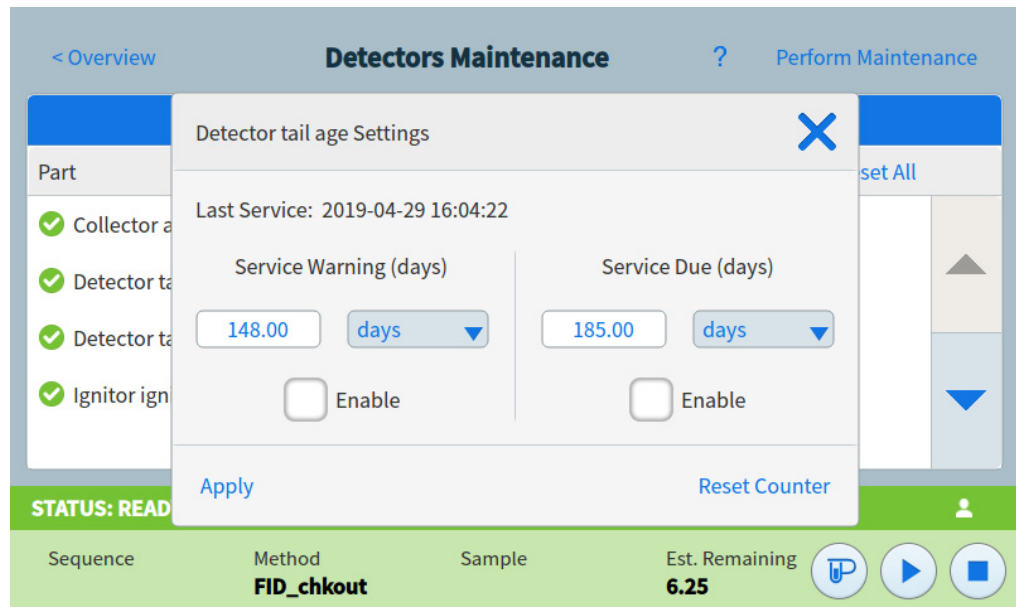 < Overview
Detectors Maintenance
?
Perform Maintenance
Detector tail age Settings
Part
set All
Last Service: 2019-04-29 16:04:22
Collector a
Service Warning (days)
Service Due (days)
Detector ta
148.00
days
185.00
days
Detector ta
Enable
Enable
Ignitor igni
Apply
Reset Counter
STATUS: READ
Sequence
Method
Sample
Est. Remaining
FID_chkout
6.25